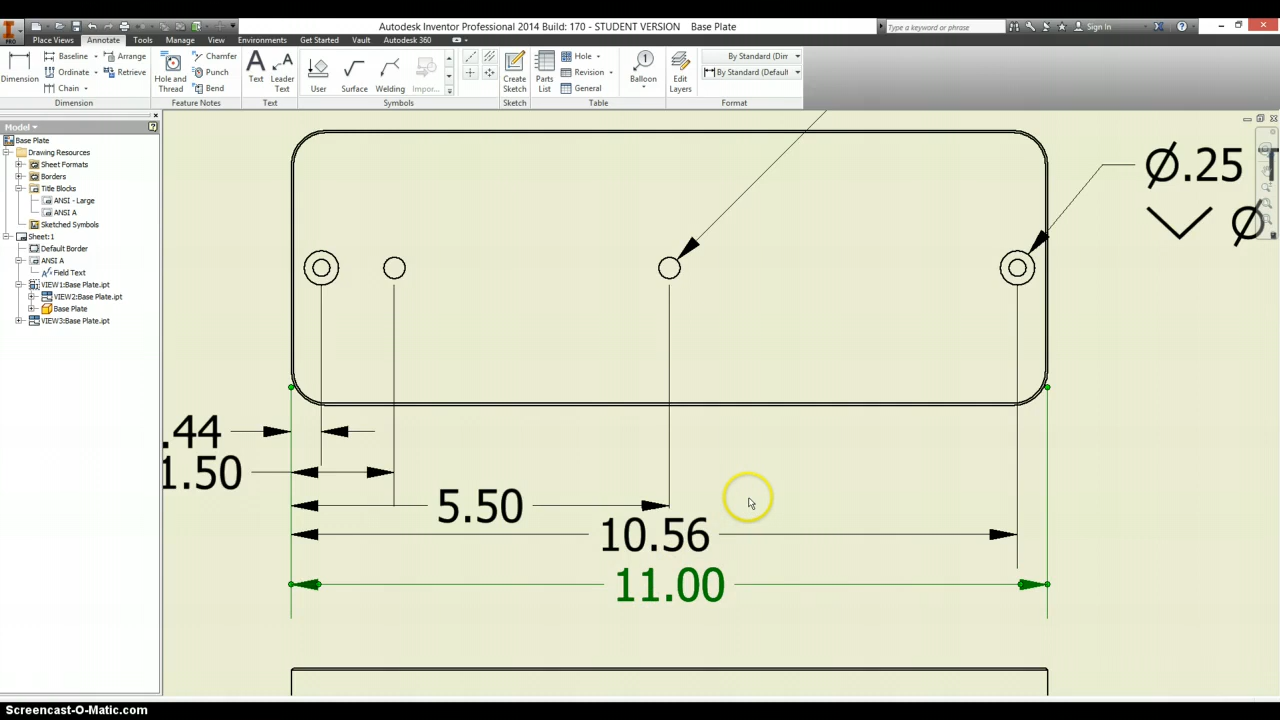 Autodesk Inventor Professional 2014 Build: 170 - STUDENT VERSION Base Plate
Type a keyword or phrase
Sign In
PRO
Place Views Annotate Tools Manage View Environments Get Started Vault Autodesk 360
Dimension
Baseline
Ordinate
Chain
Arrange
Retrieve
Dimension
Hole and Thread
Chamfer
Punch
Bend
Feature Notes
Text
Leader Text
Text
User
Surface
Welding
Impor...
Symbols
Create Sketch
Sketch
Parts List
Hole
Revision
General
Table
Balloon
Edit Layers
By Standard (Dim
By Standard (Default
Format
Model
Base Plate
Drawing Resources
Sheet Formats
Borders
Title Blocks
ANSI - Large
ANSI A
Sketched Symbols
Sheet:1
Default Border
ANSI A
Field Text
VIEW1:Base Plate.ipt
VIEW2:Base Plate.ipt
Base Plate
VIEW3:Base Plate.ipt
Ø.25 T
Ø
.44
1.50
5.50
10.56
11.00
Screencast-O-Matic.com